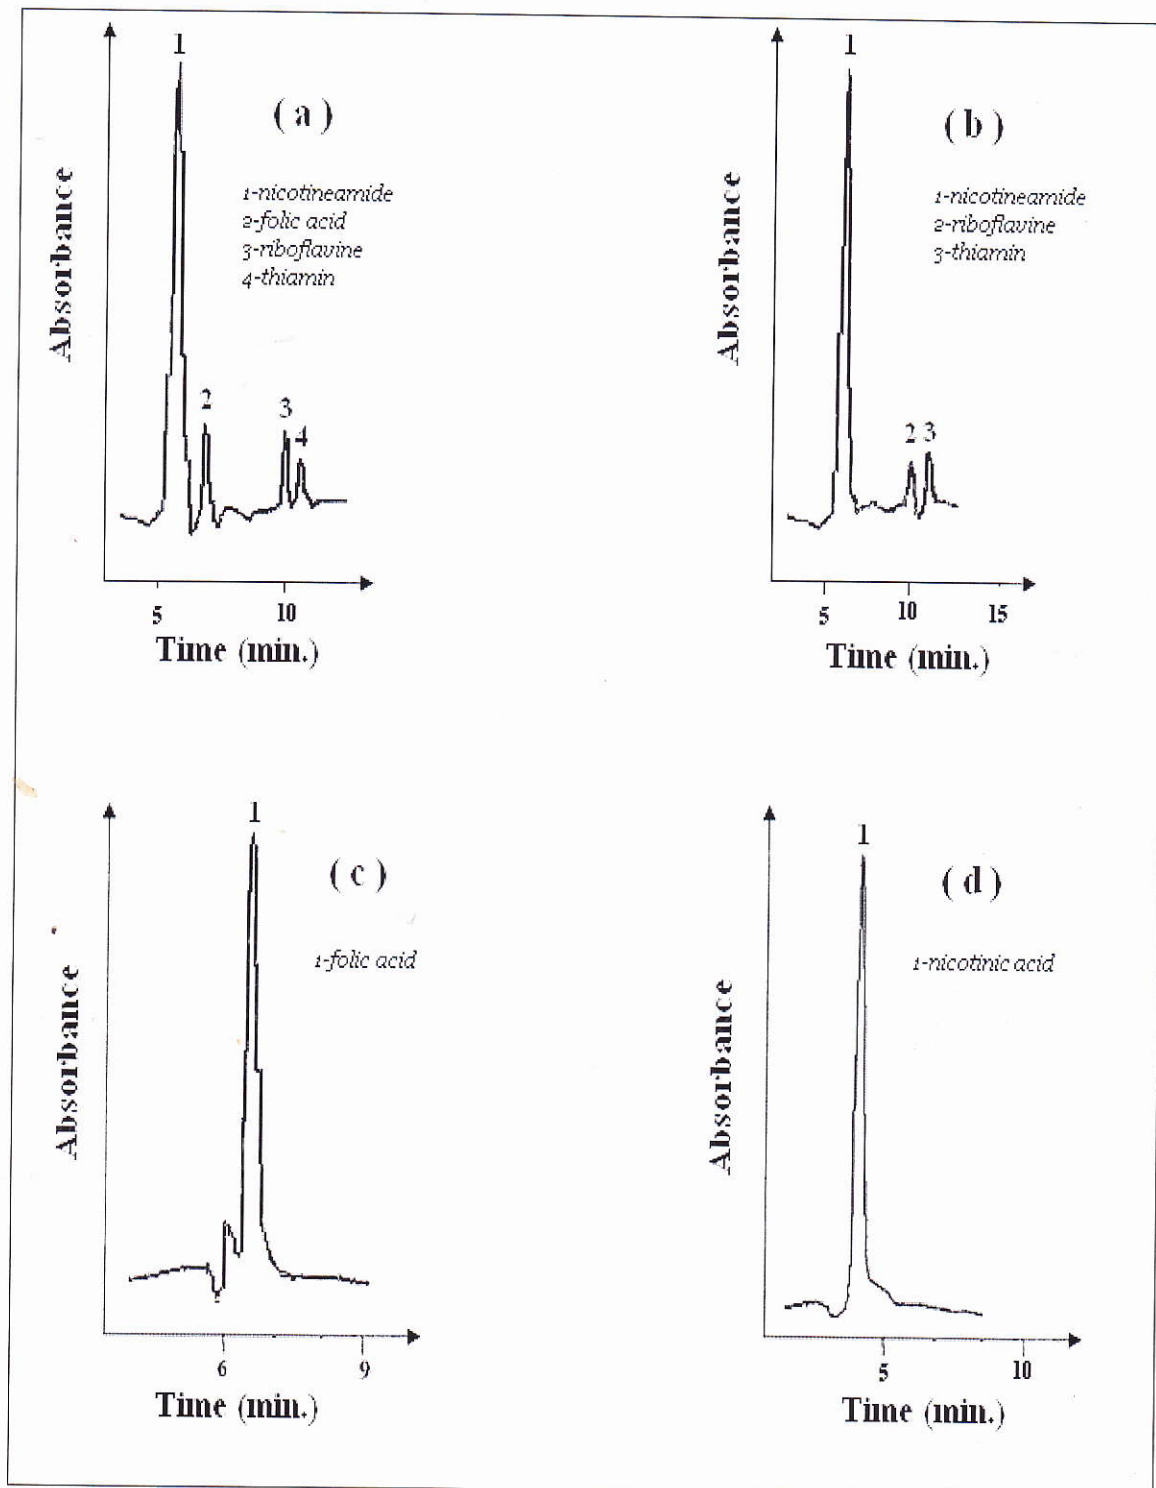 1
( a )
1-nicotineamide
2-folic acid
3-riboflavine
4-thiamin
Absorbance
2
3
4
5
10
Time (min.)
1
( b )
1-nicotineamide
2-riboflavine
3-thiamin
Absorbance
2
3
5
10
15
Time (min.)
1
( c )
1-folic acid
Absorbance
6
9
Time (min.)
1
( d )
1-nicotinic acid
Absorbance
5
10
Time (min.)